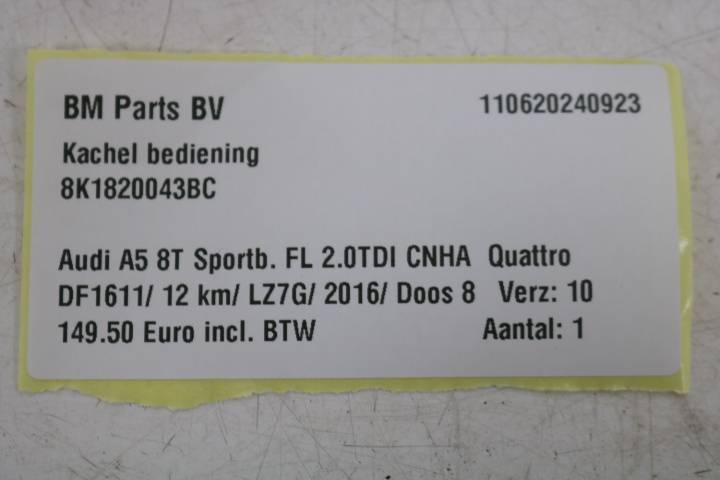 BM Parts BV 110620240923
Kachel bediening
8K1820043BC
Audi A5 8T Sportb. FL 2.0TDI CNHA Quattro
DF1611/ 12 km/ LZ7G/ 2016/ Doos 8 Verz: 10
149.50 Euro incl. BTW Aantal: 1